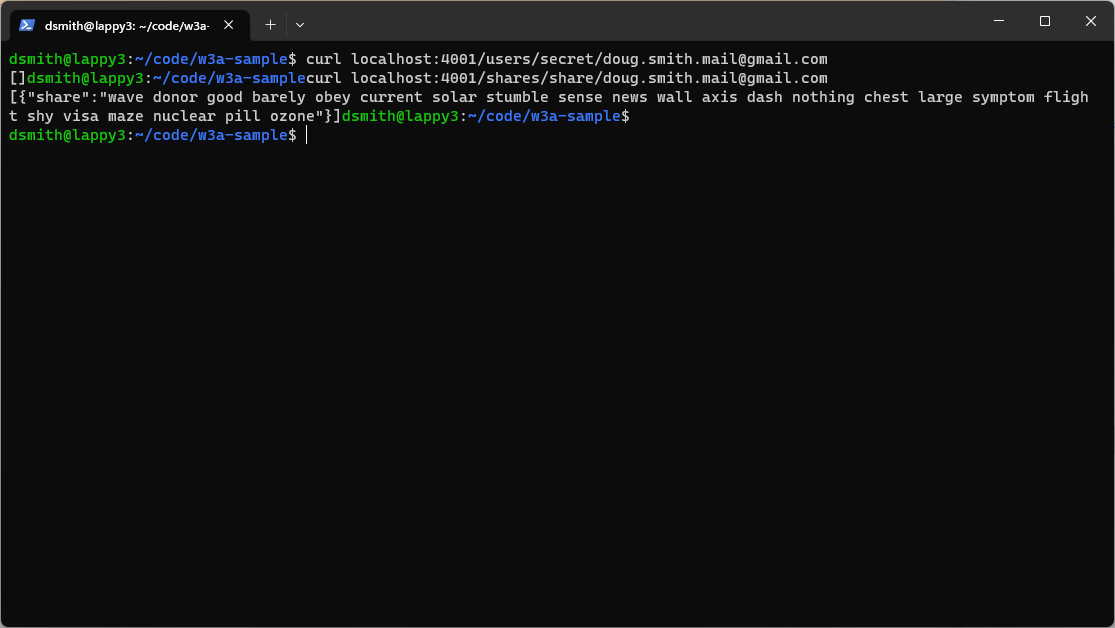 dsmith@lappy3: ~/code/w3a-
dsmith@lappy3:~/code/w3a-sample$ curl localhost:4001/users/secret/doug.smith.mail@gmail.com
[]dsmith@lappy3:~/code/w3a-samplecurl localhost:4001/shares/share/doug.smith.mail@gmail.com
[{"share":"wave donor good barely obey current solar stumble sense news wall axis dash nothing chest large symptom fligh
t shy visa maze nuclear pill ozone"}]dsmith@lappy3:~/code/w3a-sample$
dsmith@lappy3:~/code/w3a-sample$